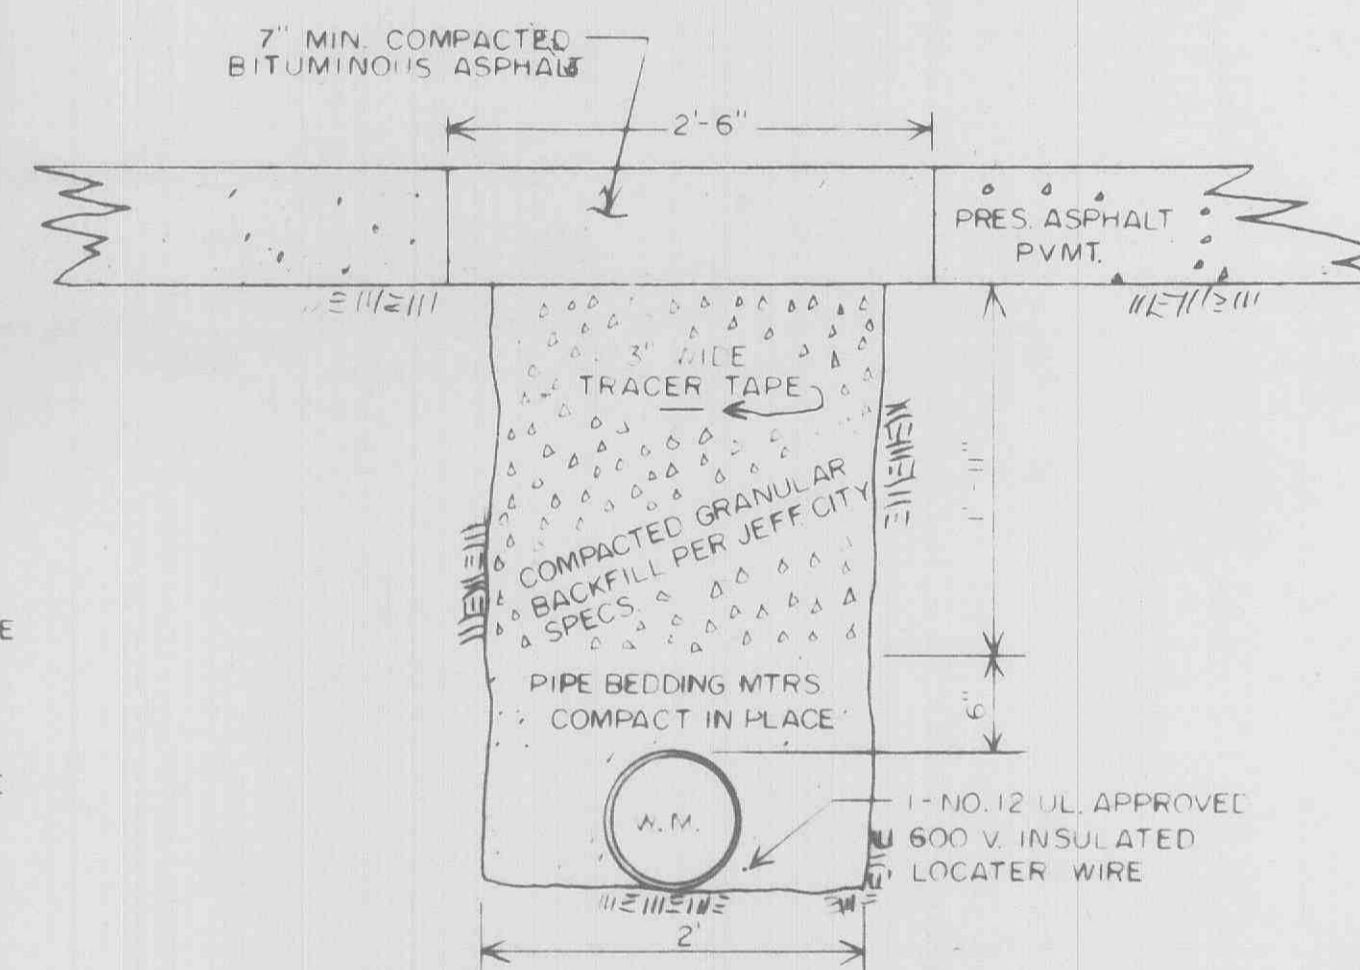 7" MIN. COMPACTED
BITUMINOUS ASPHALT
2'-6"
PRES. ASPHALT
PVMT.
3" WIDE
TRACER TAPE
COMPACTED GRANULAR
BACKFILL PER JEFF. CITY
SPECS.
E
PIPE BEDDING MTRS
COMPACT IN PLACE
6"
W.M.
1-NO. 12 UL. APPROVED
600 V. INSULATED
LOCATER WIRE
2'